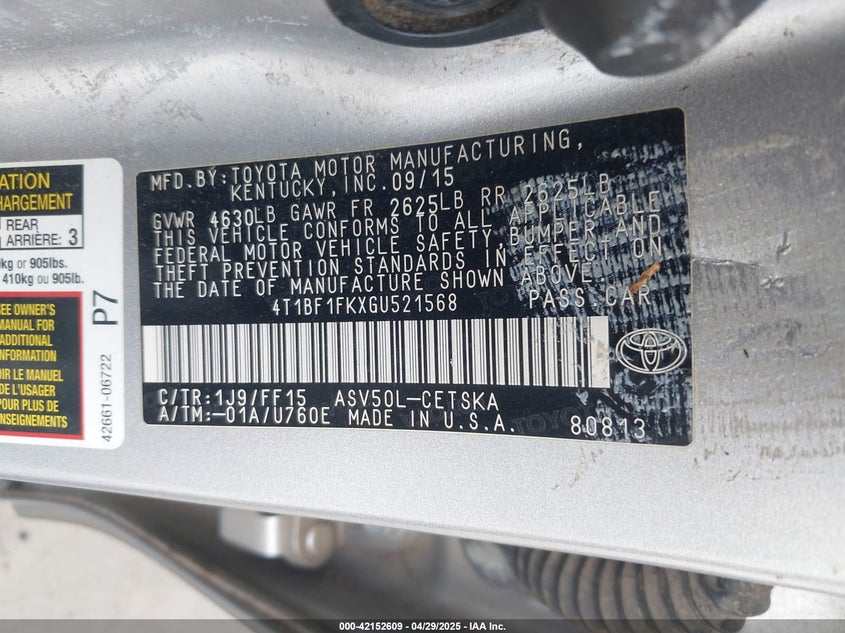 ATION
HARGEMENT
REAR
ARRIÈRE: 3
kg or 905lbs.
410kg ou 905lb.
SEE OWNER'S
MANUAL FOR
ADDITIONAL
INFORMATION
VOIR LE MANUEL
DE L'USAGER
POUR PLUS DE
RENSEIGNEMENTS
P7
42661-06722
MFD.BY:TOYOTA MOTOR MANUFACTURING,
KENTUCKY, INC.09/15
GVWR 4630LB GAWR FR 2625LB RR 2625LB
THIS VEHICLE CONFORMS TO ALL APPLICABLE
FEDERAL MOTOR VEHICLE SAFETY, BUMPER AND
THEFT PREVENTION STANDARDS IN EFFECT ON
THE DATE OF MANUFACTURE SHOWN ABOVE.
4T1BF1FKXGU521568 PASS CAR
C/TR:1J9/FF15 ASV50L-CETSKA
A/TM:-01A/U760E MADE IN U.S.A. 80813
000-42152609 - 04/29/2025 - IAA Inc.